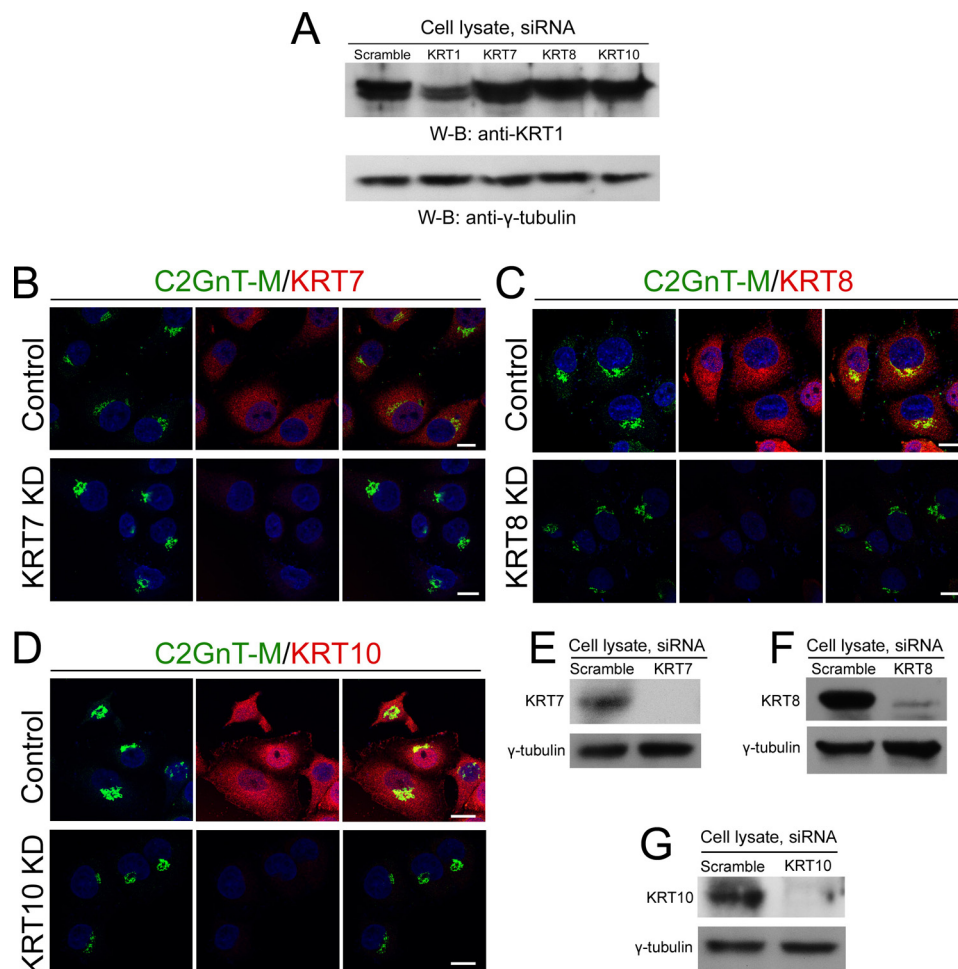 A
Cell lysate, siRNA
Scramble KRT1 KRT7 KRT8 KRT10
W-B: anti-KRT1
W-B: anti-γ-tubulin
B
C2GnT-M/KRT7
Control
KRT7 KD
C
C2GnT-M/KRT8
Control
KRT8 KD
D
C2GnT-M/KRT10
Control
KRT10 KD
E
Cell lysate, siRNA
Scramble KRT7
KRT7
γ-tubulin
F
Cell lysate, siRNA
Scramble KRT8
KRT8
γ-tubulin
G
Cell lysate, siRNA
Scramble KRT10
KRT10
γ-tubulin